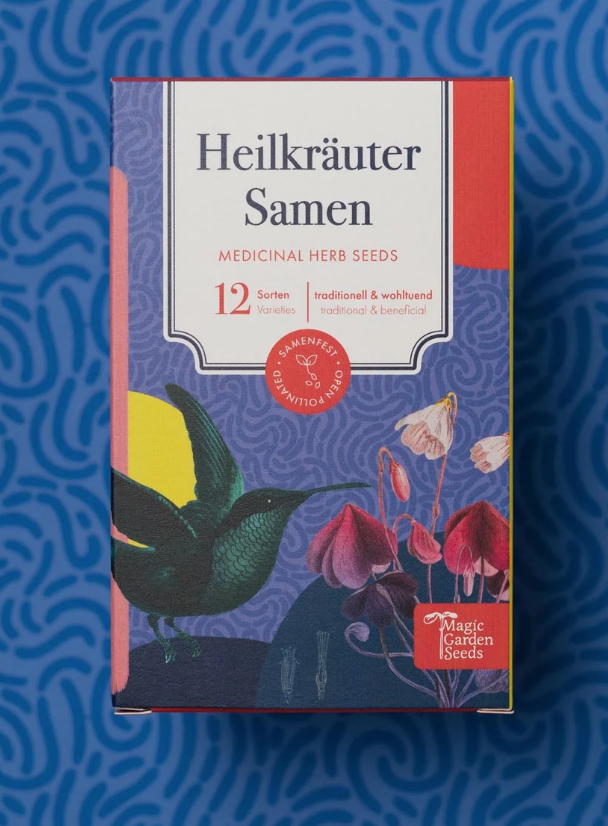 Heilkräuter
Samen
MEDICINAL HERB SEEDS
12 Sorten
Varieties
traditionell & wohltuend
traditional & beneficial
SAMENFEST • OPEN POLLINATED •
Magic
Garden
Seeds